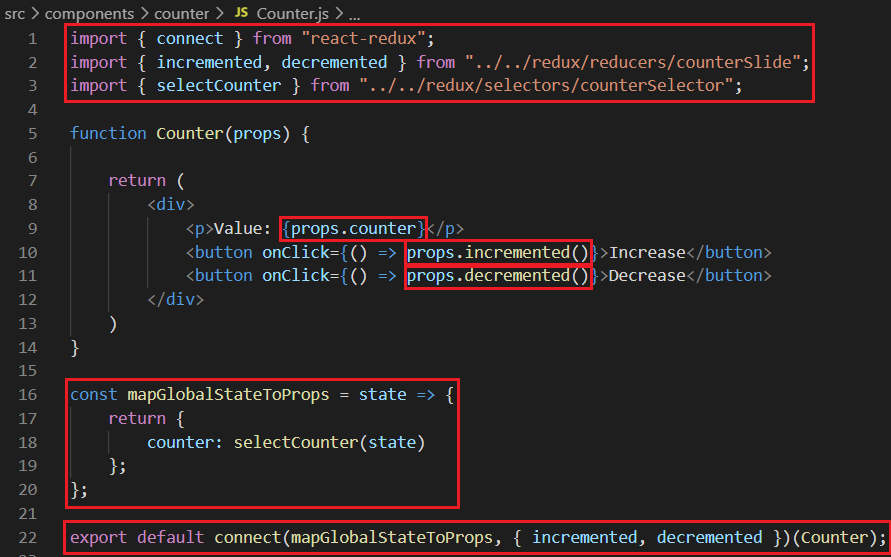 src > components > counter > JS Counter.js > ...
1 import { connect } from "react-redux";
2 import { incremented, decremented } from "../../redux/reducers/counterSlide";
3 import { selectCounter } from "../../redux/selectors/counterSelector";
4
5 function Counter(props) {
6
7     return (
8         <div>
9             <p>Value: {props.counter}</p>
10             <button onClick={() => props.incremented()}>Increase</button>
11             <button onClick={() => props.decremented()}>Decrease</button>
12         </div>
13     )
14 }
15
16 const mapGlobalStateToProps = state => {
17     return {
18         counter: selectCounter(state)
19     };
20 };
21
22 export default connect(mapGlobalStateToProps, { incremented, decremented })(Counter);